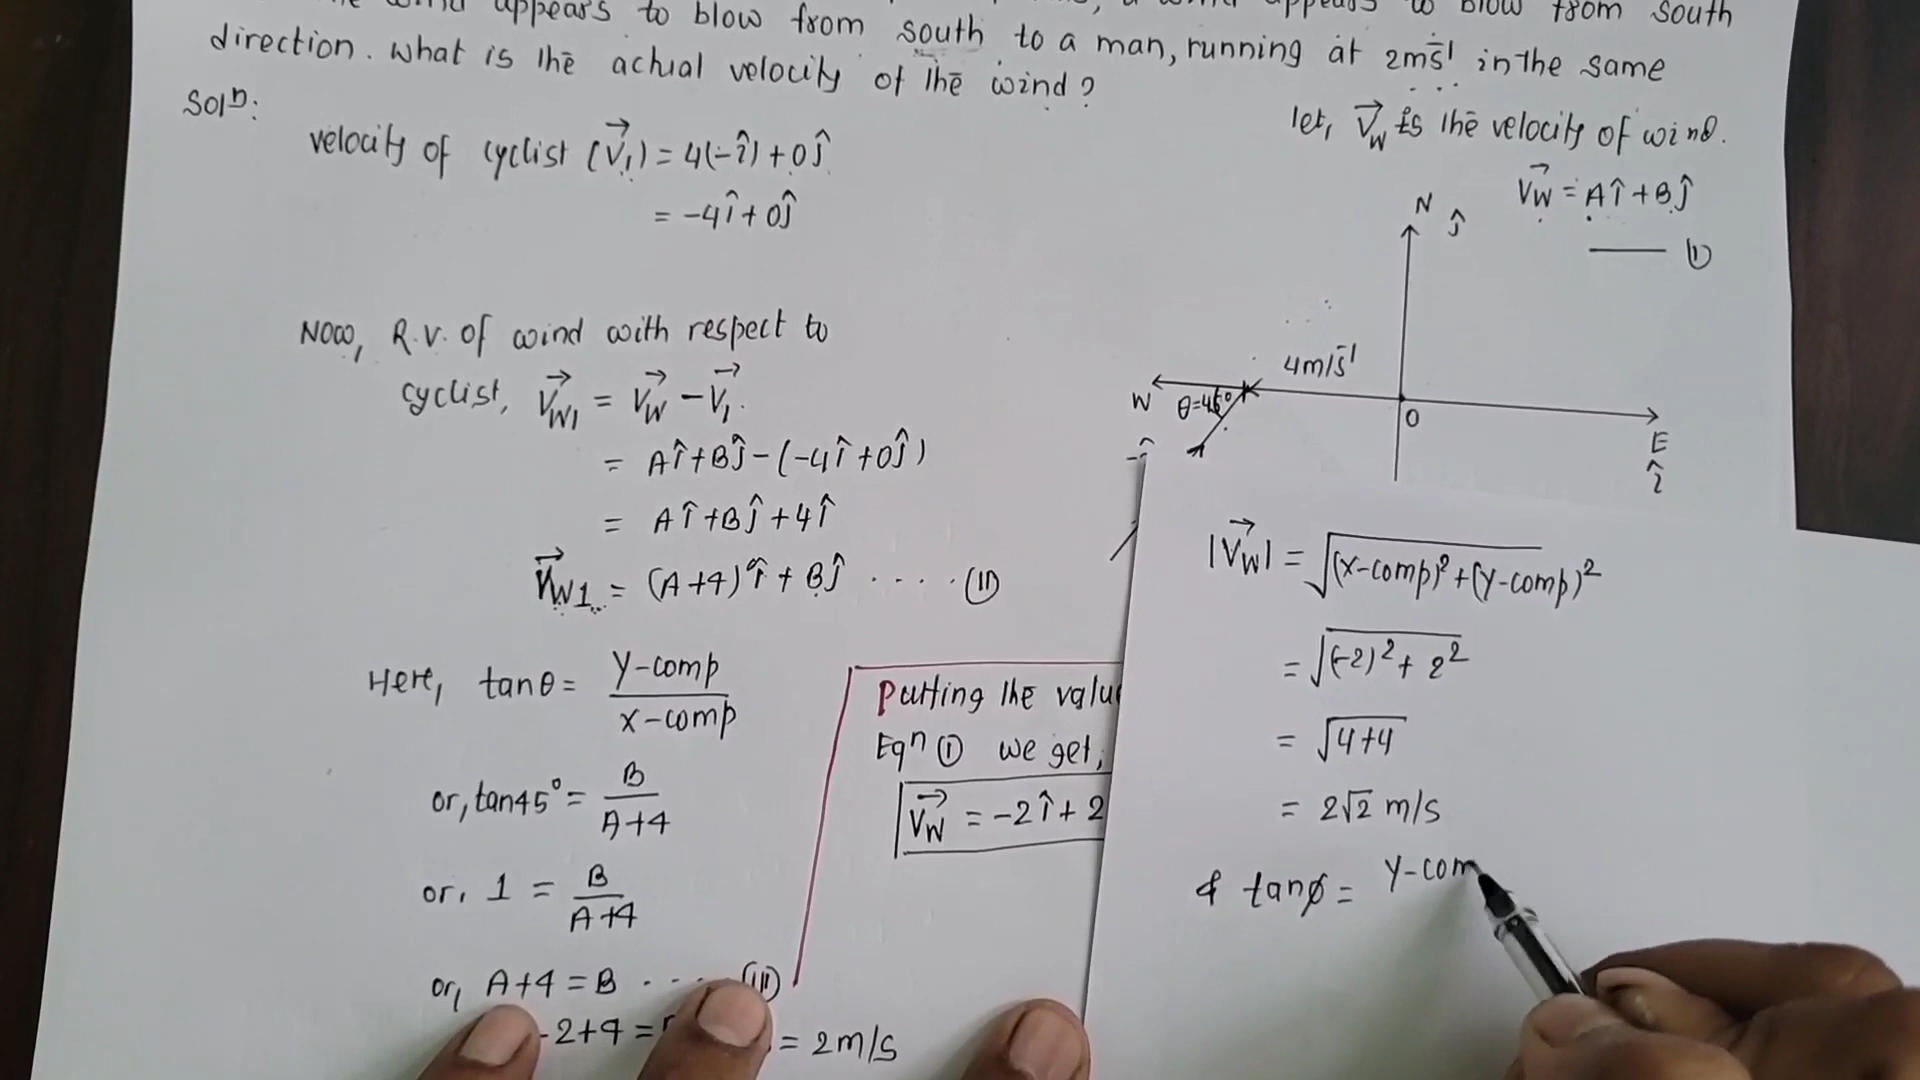 appears to blow from south to a man, running at 2ms⁻¹ in the same
direction. What is the actual velocity of the wind?
Solⁿ:
velocity of cyclist (V⃗₁) = 4(-î) + 0ĵ
= -4î + 0ĵ
Now, R.V. of wind with respect to
cyclist, V⃗w₁ = V⃗w - V⃗₁.
= Aî + Bĵ - (-4î + 0ĵ)
= Aî + Bĵ + 4î
V⃗w1 = (A+4)î + Bĵ .... (II)
Here, tanθ = Y-comp / x-comp
or, tan45° = B / A+4
or, 1 = B / A+4
or, A+4 = B ... (III)
-2+4 =
= 2m/s
Putting the valu
Eqⁿ ① we get,
V⃗w = -2î + 2
let, V⃗w is the velocity of wind.
V⃗w = Aî + Bĵ
①
N ĵ
4m/s⁻¹
W θ=45° O
E
-î î
|V⃗w| = √(x-comp)² + (y-comp)²
= √(-2)² + 2²
= √4+4
= 2√2 m/s
& tanø = Y-com